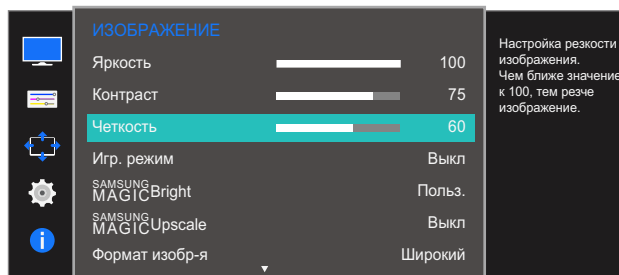 ИЗОБРАЖЕНИЕ
Яркость 100
Контраст 75
Четкость 60
Игр. режим Выкл
SAMSUNG MAGIC Bright Польз.
SAMSUNG MAGIC Upscale Выкл
Формат изобр-я Широкий
Настройка резкости
изображения.
Чем ближе значение
к 100, тем резче
изображение.